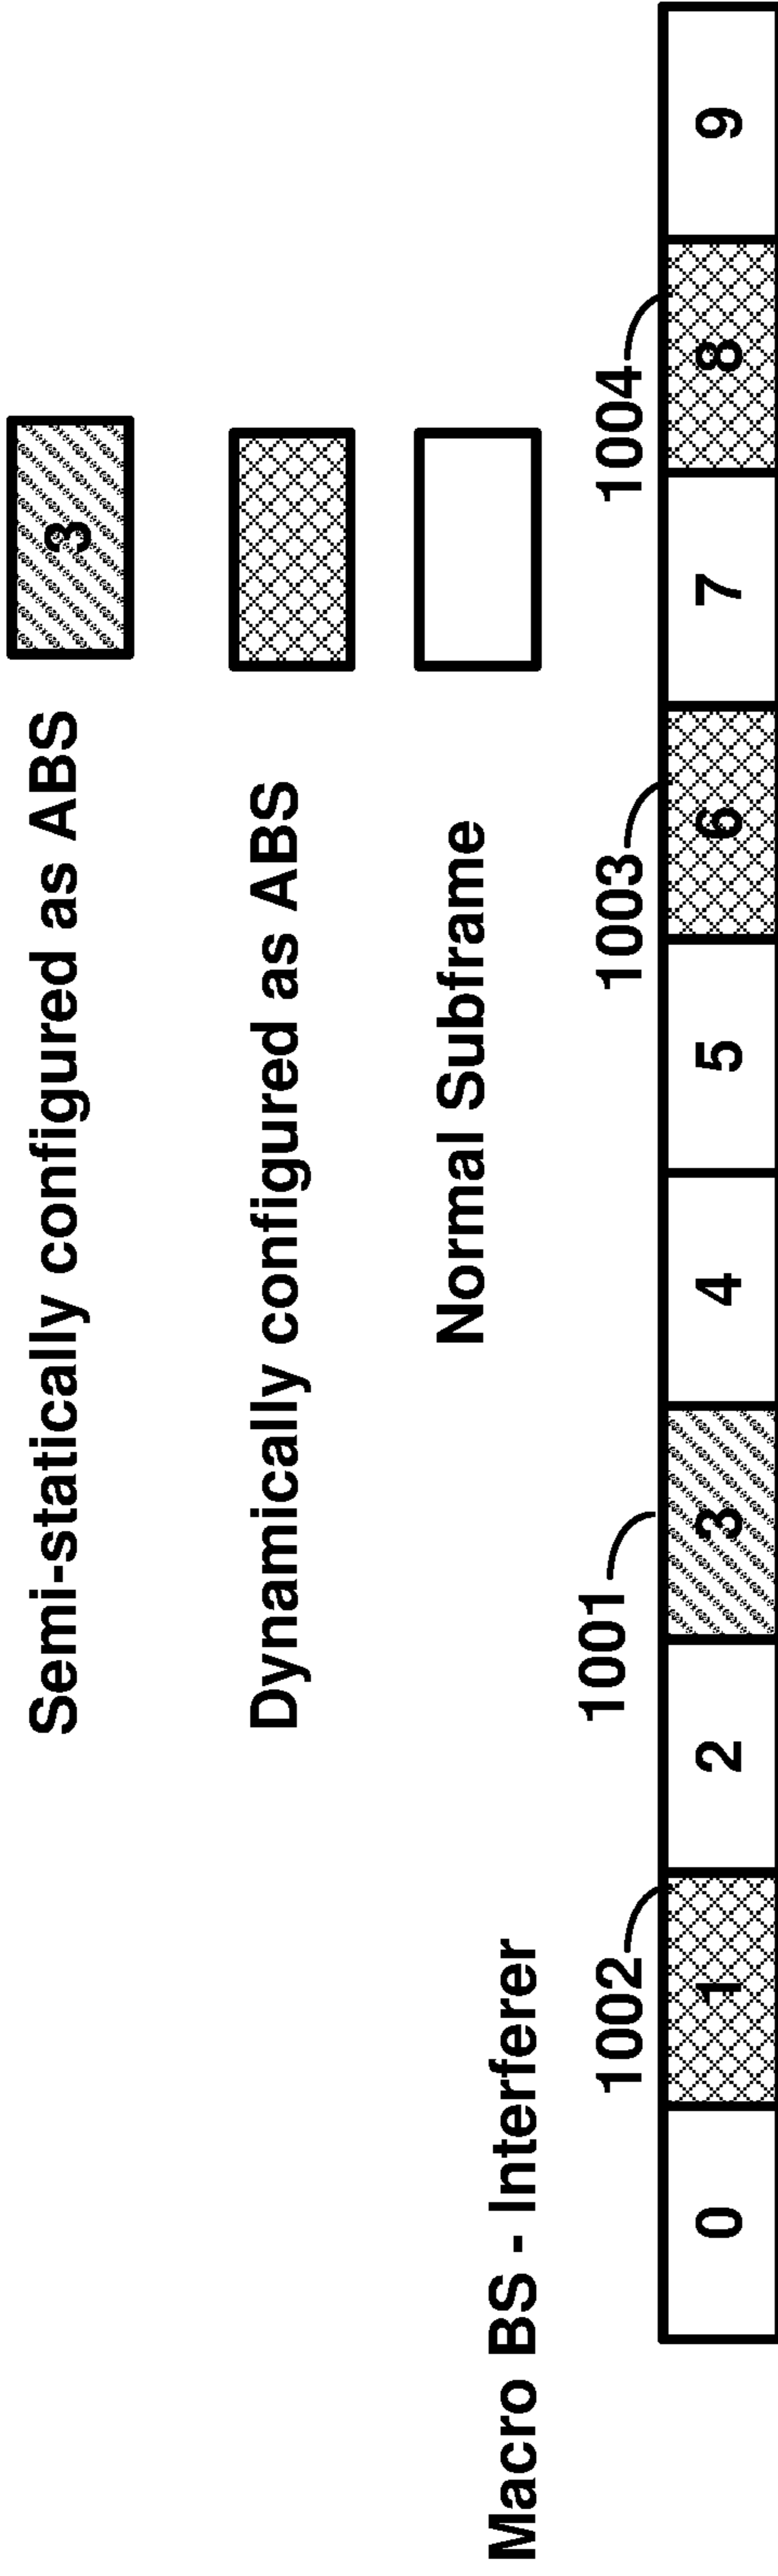 Semi-statically configured as ABS
3
Dynamically configured as ABS
Normal Subframe
Macro BS - Interferer
1002
1001
1003
1004
0 1 2 3 4 5 6 7 8 9